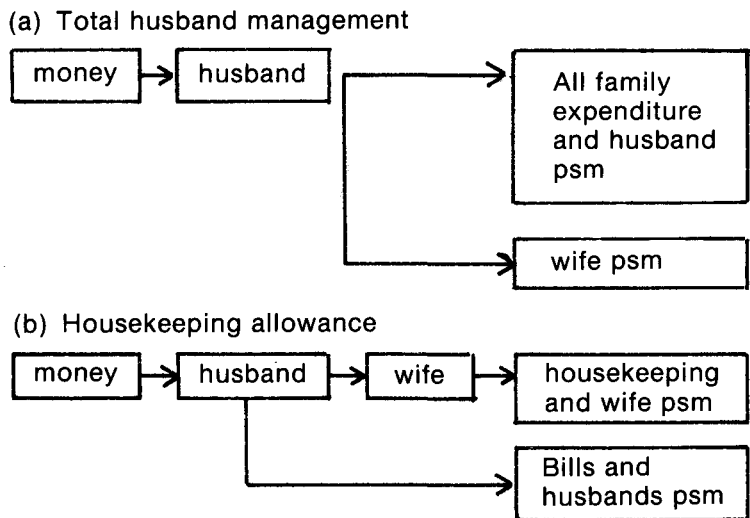 (a) Total husband management
money
husband
All family
expenditure
and husband
psm
wife psm
(b) Housekeeping allowance
money
husband
wife
housekeeping
and wife psm
Bills and
husbands psm